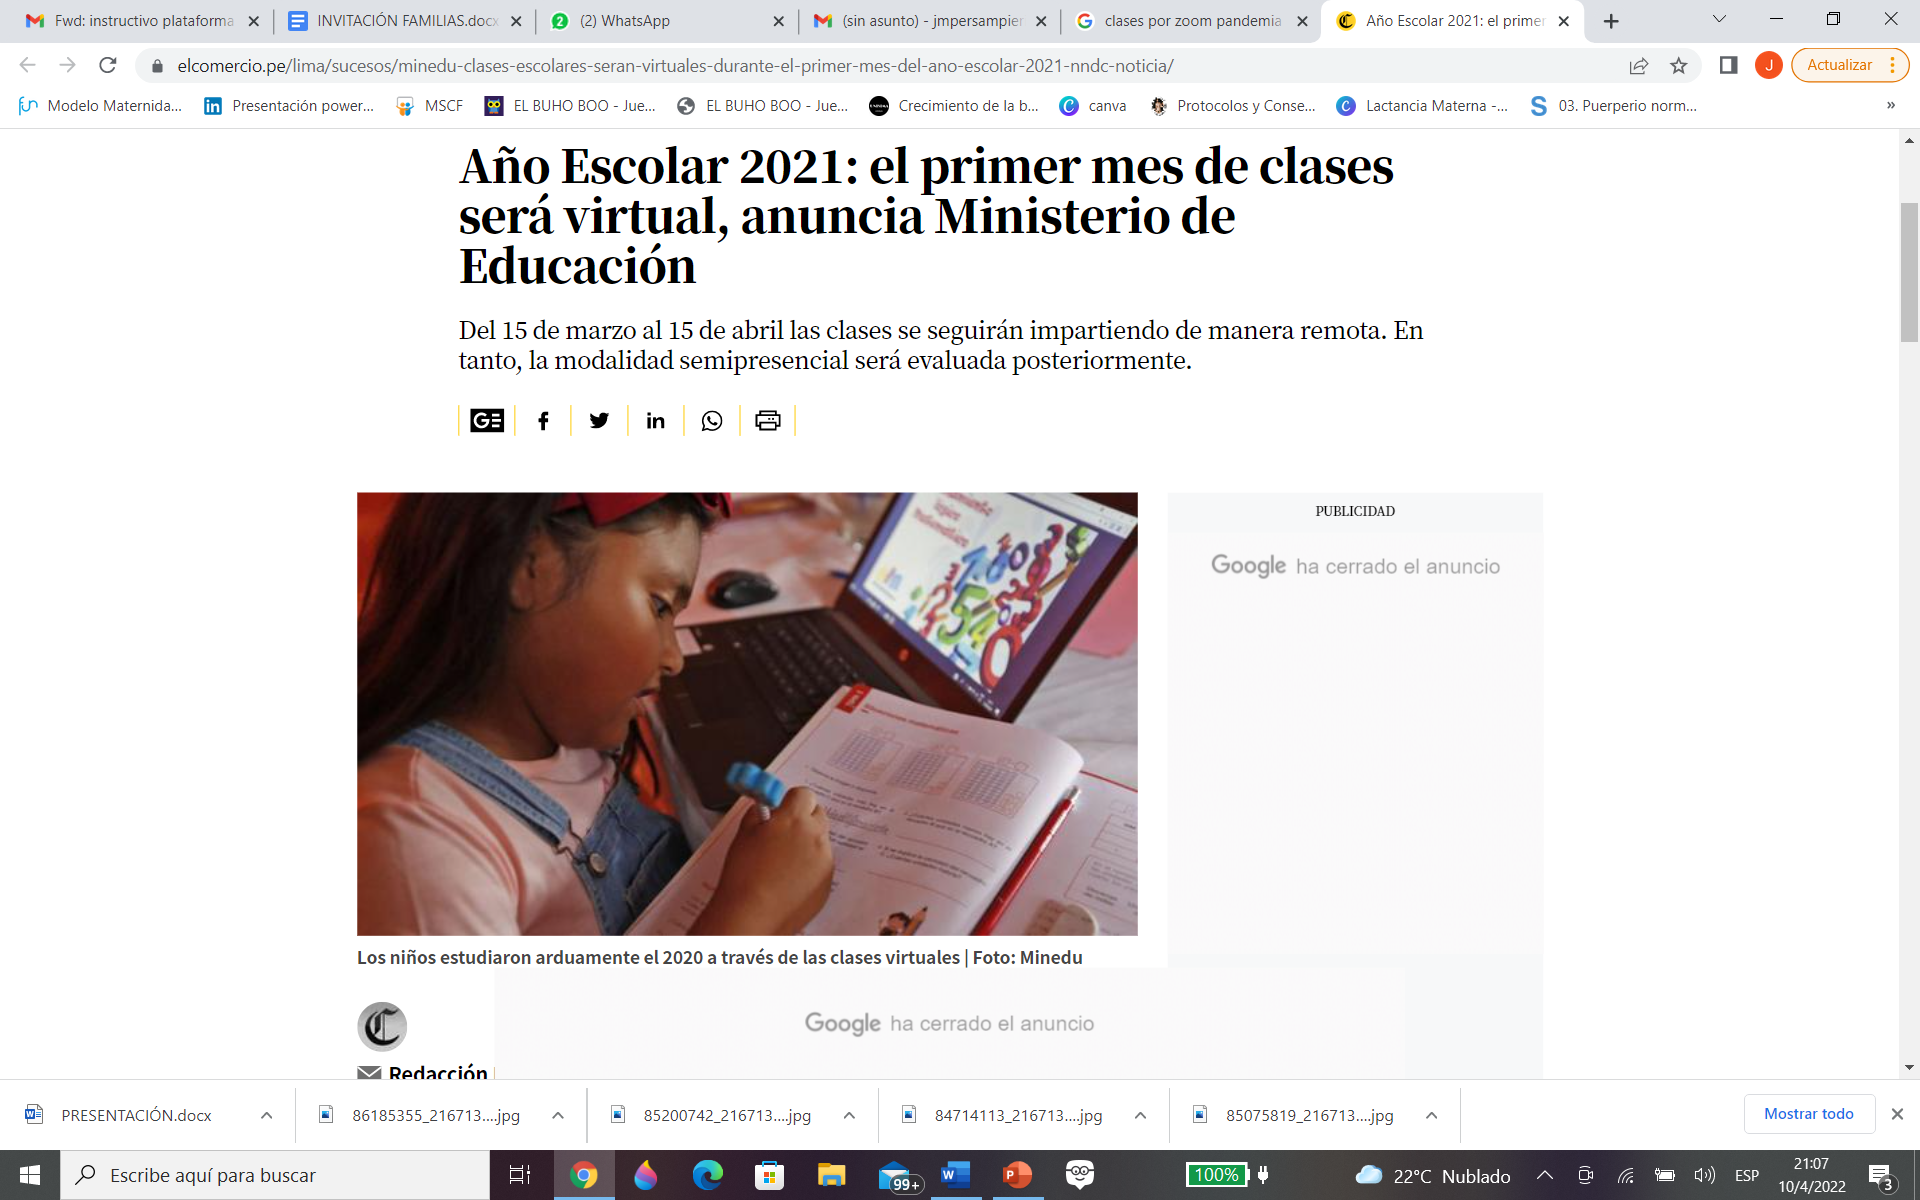 Fwd: instructivo plataforma
INVITACIÓN FAMILIAS.docx
(2) WhatsApp
(sin asunto) - jmpersampier
clases por zoom pandemia
Año Escolar 2021: el primer
elcomercio.pe/lima/sucesos/minedu-clases-escolares-seran-virtuales-durante-el-primer-mes-del-ano-escolar-2021-nndc-noticia/
J
Actualizar
Modelo Maternida...
Presentación power...
MSCF
EL BUHO BOO - Jue...
EL BUHO BOO - Jue...
Crecimiento de la b...
canva
Protocolos y Conse...
Lactancia Materna -...
03. Puerperio norm...
»
Año Escolar 2021: el primer mes de clases
será virtual, anuncia Ministerio de
Educación
Del 15 de marzo al 15 de abril las clases se seguirán impartiendo de manera remota. En
tanto, la modalidad semipresencial será evaluada posteriormente.
PUBLICIDAD
Google ha cerrado el anuncio
Los niños estudiaron arduamente el 2020 a través de las clases virtuales | Foto: Minedu
Google ha cerrado el anuncio
Redacción
PRESENTACIÓN.docx
86185355_216713....jpg
85200742_216713....jpg
84714113_216713....jpg
85075819_216713....jpg
Mostrar todo
Escribe aquí para buscar
99+
100%
22°C Nublado
ESP
21:07
10/4/2022
3